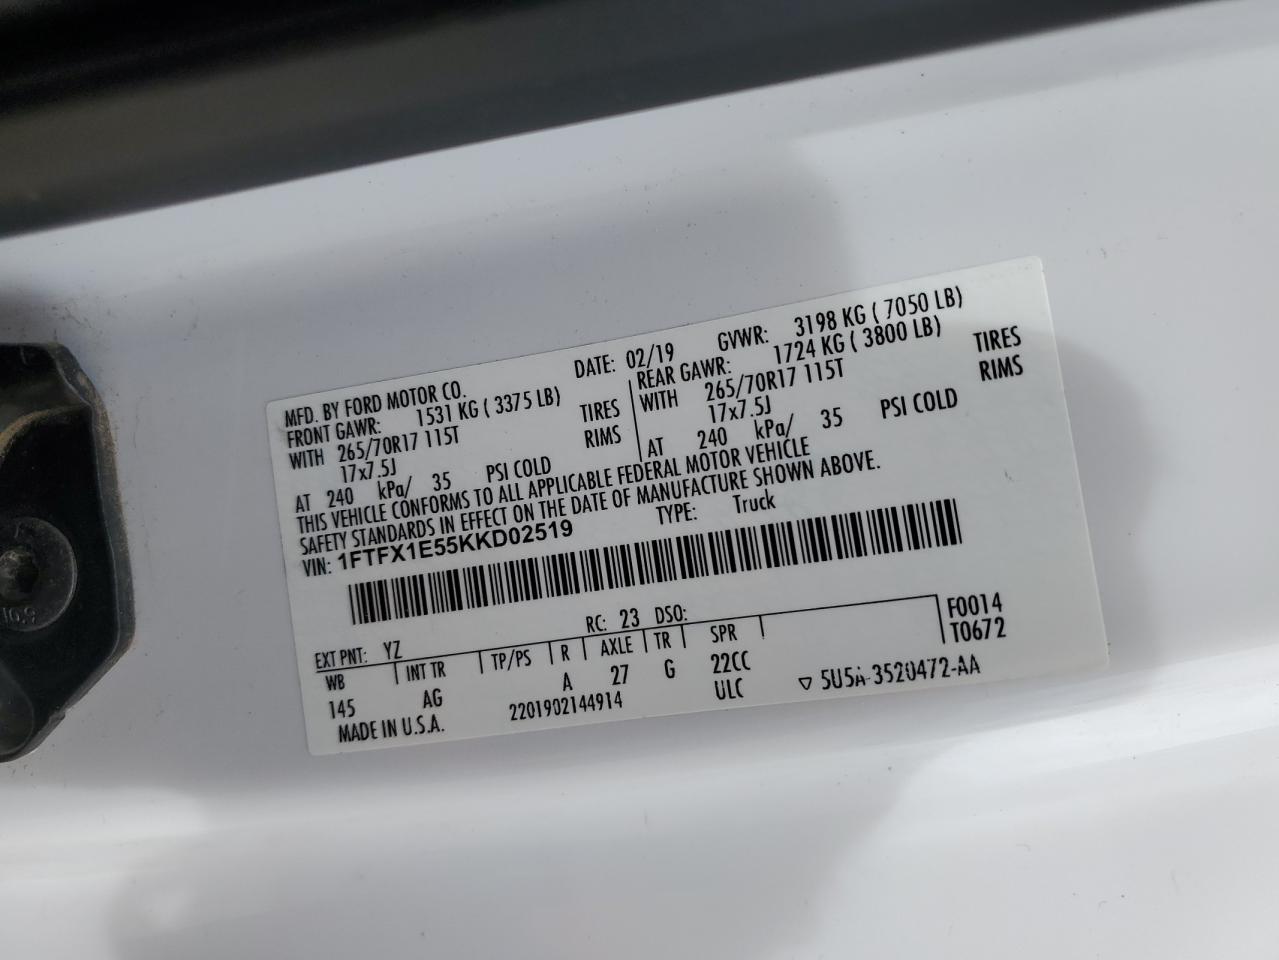 MFD. BY FORD MOTOR CO.
DATE: 02/19 GVWR: 3198 KG ( 7050 LB)
FRONT GAWR: 1531 KG ( 3375 LB)
WITH 265/70R17 115T TIRES
17x7.5J RIMS
AT 240 kPa/ 35 PSI COLD
REAR GAWR: 1724 KG ( 3800 LB)
WITH 265/70R17 115T TIRES
17x7.5J RIMS
AT 240 kPa/ 35 PSI COLD
THIS VEHICLE CONFORMS TO ALL APPLICABLE FEDERAL MOTOR VEHICLE
SAFETY STANDARDS IN EFFECT ON THE DATE OF MANUFACTURE SHOWN ABOVE.
VIN: 1FTFX1E55KKD02519 TYPE: Truck
EXT PNT: YZ RC: 23 DSO:
WB INT TR TP/PS R AXLE TR SPR F0014
T0672
145 AG A 27 G 22CC
MADE IN U.S.A. 2201902144914 ULC 5U5A-3520472-AA
10.9